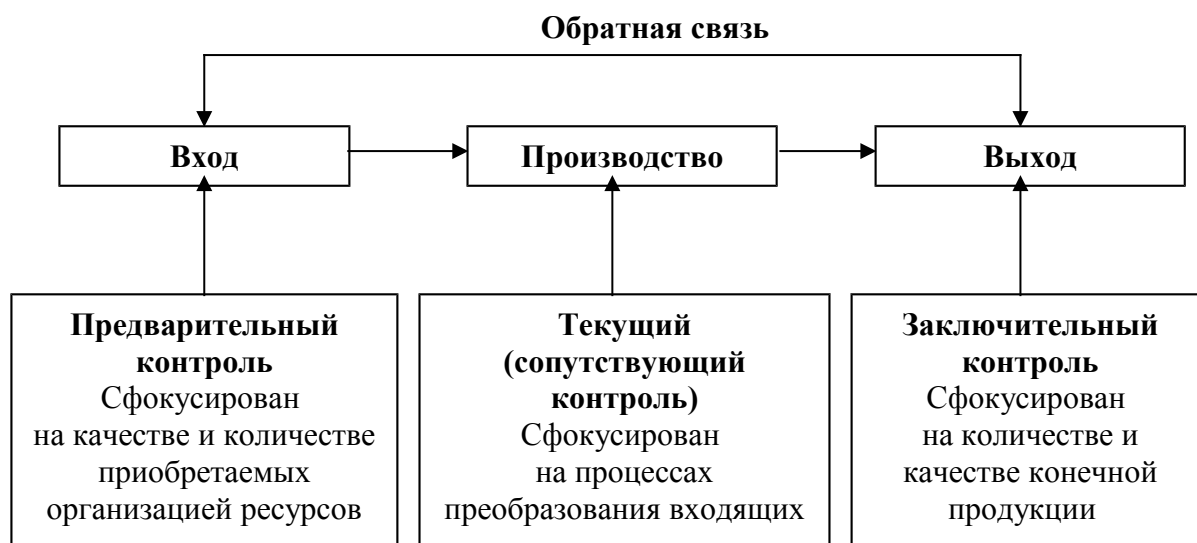 Обратная связь
Вход
Производство
Выход
Предварительный
контроль
Сфокусирован
на качестве и количестве
приобретаемых
организацией ресурсов
Текущий
(сопутствующий
контроль)
Сфокусирован
на процессах
преобразования входящих
Заключительный
контроль
Сфокусирован
на количестве и
качестве конечной
продукции